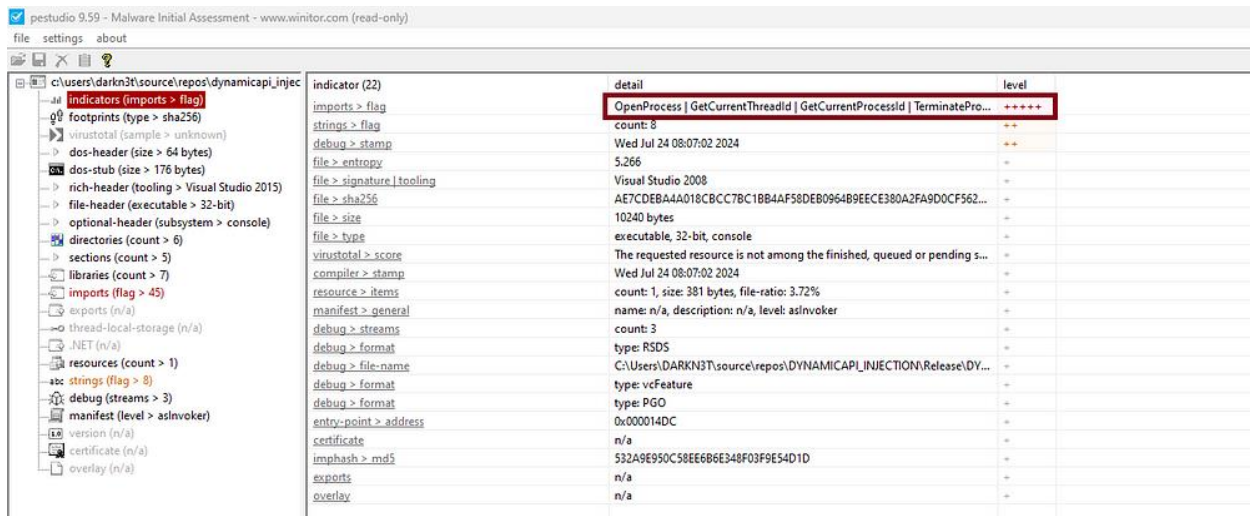 pestudio 9.59 - Malware Initial Assessment - www.winitor.com (read-only)
file settings about
c:\users\darkn3t\source\repos\dynamicapi_injec
indicators (imports > flag)
footprints (type > sha256)
virustotal (sample > unknown)
dos-header (size > 64 bytes)
dos-stub (size > 176 bytes)
rich-header (tooling > Visual Studio 2015)
file-header (executable > 32-bit)
optional-header (subsystem > console)
directories (count > 6)
sections (count > 5)
libraries (count > 7)
imports (flag > 45)
exports (n/a)
thread-local-storage (n/a)
.NET (n/a)
resources (count > 1)
abc strings (flag > 8)
debug (streams > 3)
manifest (level > asInvoker)
1.0 version (n/a)
certificate (n/a)
overlay (n/a)
indicator (22) detail level
imports > flag OpenProcess | GetCurrentThreadId | GetCurrentProcessId | TerminatePro... +++++
strings > flag count: 8 ++
debug > stamp Wed Jul 24 08:07:02 2024 ++
file > entropy 5.266 +
file > signature | tooling Visual Studio 2008 +
file > sha256 AE7CDEBA4A018CBCC7BC1BB4AF58DEB0964B9EECE380A2FA9D0CF562... +
file > size 10240 bytes +
file > type executable, 32-bit, console +
virustotal > score The requested resource is not among the finished, queued or pending s... +
compiler > stamp Wed Jul 24 08:07:02 2024 +
resource > items count: 1, size: 381 bytes, file-ratio: 3.72% +
manifest > general name: n/a, description: n/a, level: asInvoker +
debug > streams count: 3 +
debug > format type: RSDS +
debug > file-name C:\Users\DARKN3T\source\repos\DYNAMICAPI_INJECTION\Release\DY... +
debug > format type: vcFeature +
debug > format type: PGO +
entry-point > address 0x000014DC +
certificate n/a +
imphash > md5 532A9E950C58EE6B6E348F03F9E54D1D +
exports n/a +
overlay n/a +